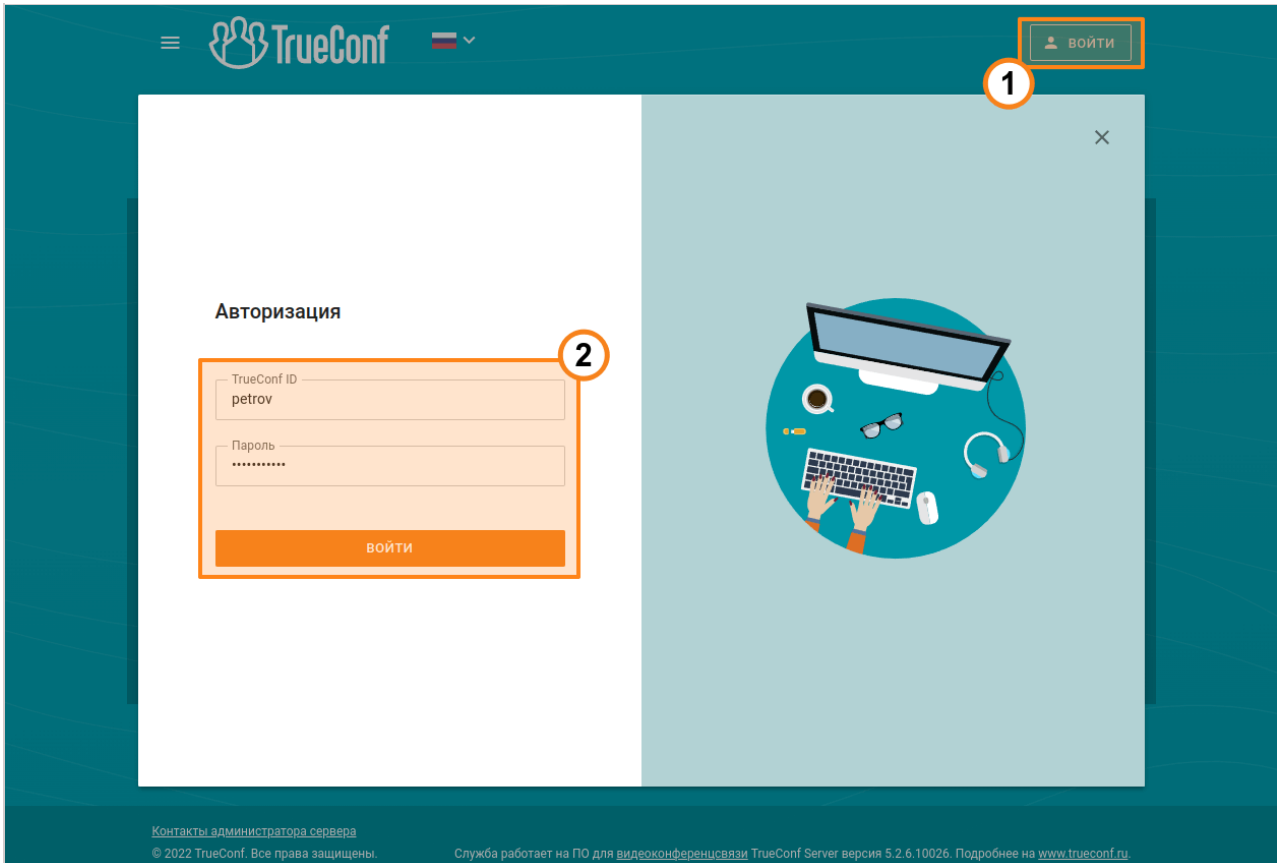 TrueConf
войти
1
Авторизация
2
TrueConf ID
petrov
Пароль
•••••••••••
войти
Контакты администратора сервера
© 2022 TrueConf. Все права защищены.
Служба работает на ПО для видеоконференцсвязи TrueConf Server версия 5.2.6.10026. Подробнее на www.trueconf.ru.